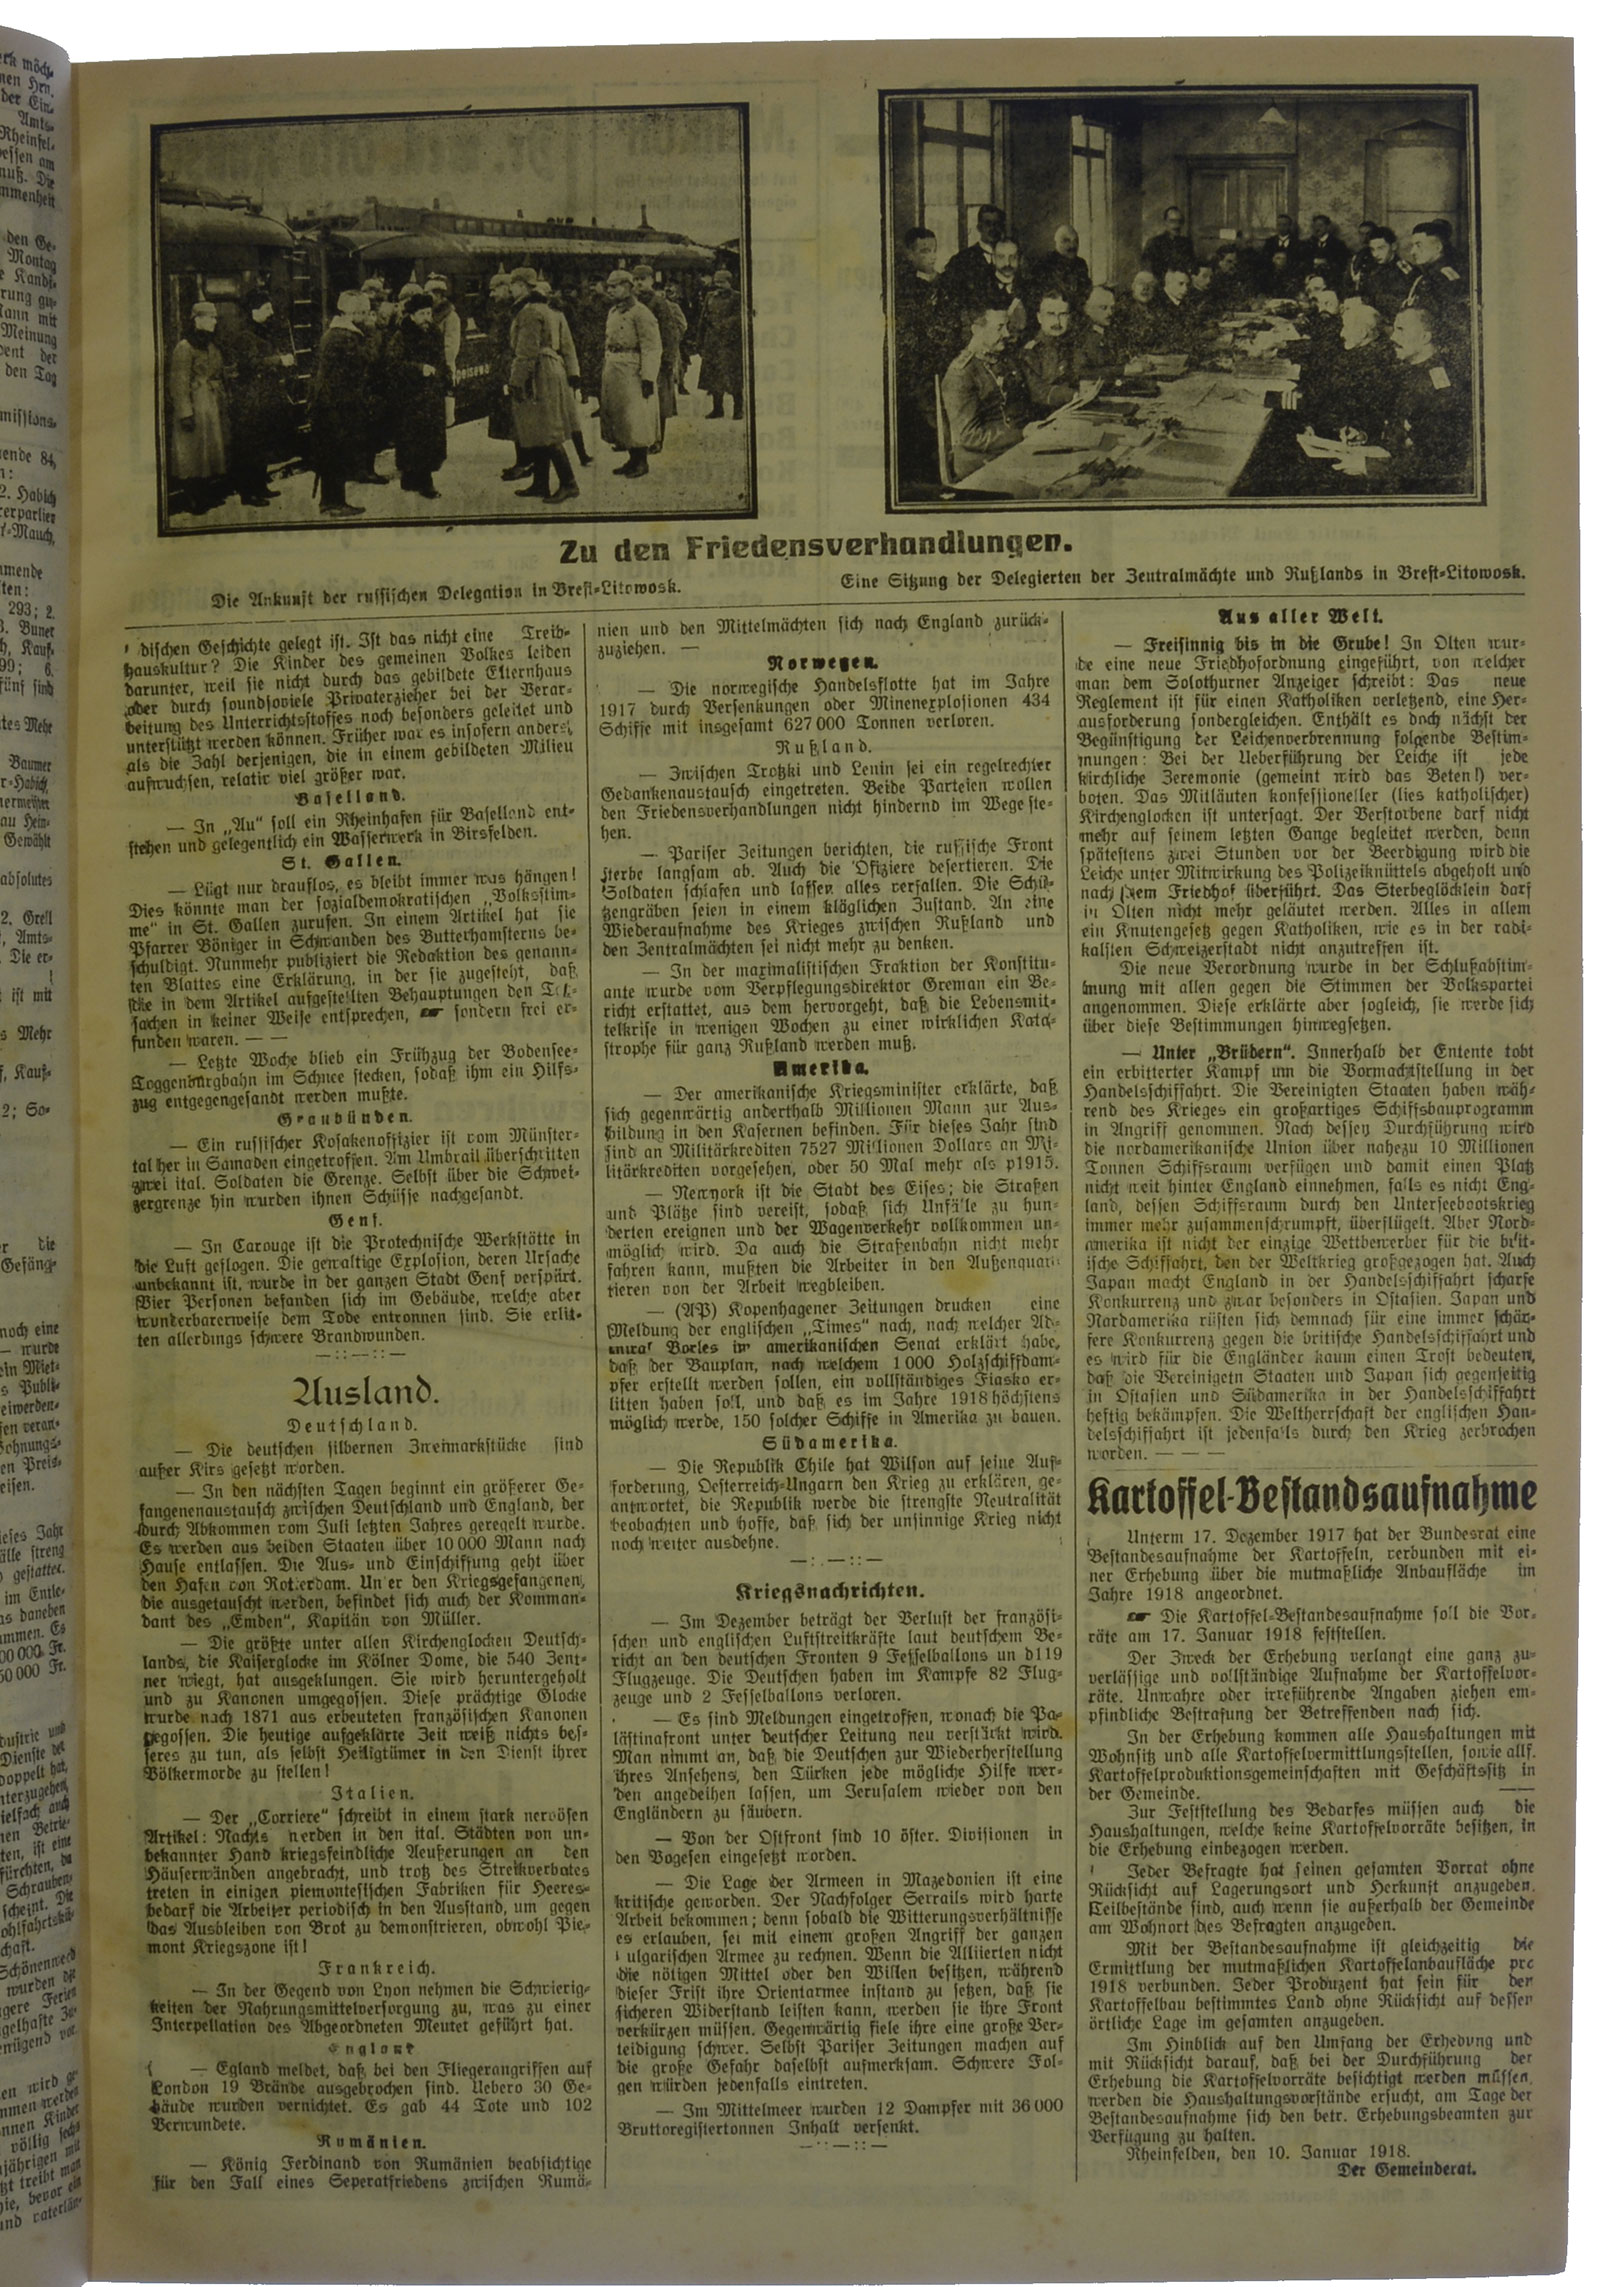 Zu den Friedensverhandlungen.
Die Ankunft der russischen Delegation in Brest-Litowosk.
Eine Sitzung der Delegierten der Zentralmächte und Rußlands in Brest-Litowosk.
dischen Geschichte gelegt ist. Ist das nicht eine Treib-
hauskultur? Die Kinder des gemeinen Volkes leiden
darunter, weil sie nicht durch das gebildete Elternhaus
oder durch soundsoviele Privaterzieher bei der Verar-
beitung des Unterrichtsstoffes noch besonders geleitet und
unterstützt werden können. Früher war es insofern anders,
als die Zahl derjenigen, die in einem gebildeten Milieu
aufwuchsen, relativ viel größer war.
Baselland.
— In „Au“ soll ein Rheinhafen für Baselland ent-
stehen und gelegentlich ein Wasserwerk in Birsfelden.
St. Gallen.
— Lügt nur drauflos, es bleibt immer was hängen!
Dies könnte man der sozialdemokratischen „Volksstim-
me“ in St. Gallen zurufen. In einem Artikel hat sie
Pfarrer Böniger in Schwanden des Butterhamsterns be-
schuldigt. Nunmehr publiziert die Redaktion des genann-
ten Blattes eine Erklärung, in der sie zugesteht, daß
die in dem Artikel aufgestellten Behauptungen den Tat-
sachen in keiner Weise entsprechen, ☛ sondern frei er-
funden waren. — —
— Letzte Woche blieb ein Frühzug der Bodensee-
Toggenburgbahn im Schnee stecken, sodaß ihm ein Hilfs-
zug entgegengesandt werden mußte.
Graubünden.
— Ein russischer Kosakenoffizier ist vom Münster-
tal her in Samaden eingetroffen. Am Umbrail überschritten
zwei ital. Soldaten die Grenze. Selbst über die Schwei-
zergrenze hin wurden ihnen Schüsse nachgesandt.
Genf.
— In Carouge ist die Protechnische Werkstötte in
die Luft geflogen. Die gewaltige Explosion, deren Ursache
unbekannt ist, wurde in der ganzen Stadt Genf verspürt.
Vier Personen befanden sich im Gebäude, welche aber
wunderbarerweise dem Tode entronnen sind. Sie erlit-
ten allerdings schwere Brandwunden.
—::—::—
Ausland.
Deutschland.
— Die deutschen silbernen Zweimarkstücke sind
außer Kirs gesetzt worden.
— In den nächsten Tagen beginnt ein größerer Ge-
fangenenaustausch zwischen Deutschland und England, der
durch Abkommen vom Juli letzten Jahres geregelt wurde.
Es werden aus beiden Staaten über 10 000 Mann nach
Hause entlassen. Die Aus- und Einschiffung geht über
den Hafen von Rotterdam. Unter den Kriegsgefangenen,
die ausgetauscht werden, befindet sich auch der Komman-
dant des „Emden“, Kapitän von Müller.
— Die größte unter allen Kirchenglocken Deutsch-
lands, die Kaiserglocke im Kölner Dome, die 540 Zent-
ner wiegt, hat ausgeklungen. Sie wird heruntergeholt
und zu Kanonen umgegossen. Diese prächtige Glocke
wurde nach 1871 aus erbeuteten französischen Kanonen
gegossen. Die heutige aufgeklärte Zeit weiß nichts bes-
seres zu tun, als selbst Heiligtümer in den Dienst ihrer
Völkermorde zu stellen!
Italien.
— Der „Corriere“ schreibt in einem stark nervösen
Artikel: Nachts werden in den ital. Städten von un-
bekannter Hand kriegsfeindliche Aeußerungen an den
Häuserwänden angebracht, und trotz des Streikverbates
treten in einigen piemontesischen Fabriken für Heeres-
bedarf die Arbeiter periodisch in den Ausstand, um gegen
das Ausbleiben von Brot zu demonstrieren, obwohl Pie-
mont Kriegszone ist!
Frankreich.
— In der Gegend von Lyon nehmen die Schwierig-
keiten der Nahrungsmittelversorgung zu, was zu einer
Interpellation des Abgeordneten Meutet geführt hat.
England
— Egland meldet, daß bei den Fliegerangriffen auf
London 19 Brände ausgebrochen sind. Uebero 30 Ge-
bäude wurden vernichtet. Es gab 44 Tote und 102
Verwundete.
Rumänien.
— König Ferdinand von Rumänien beabsichtige
für den Fall eines Seperatfriedens zwischen Rumä-
nien und den Mittelmächten sich nach England zurück-
zuziehen. —
Norwegen.
— Die norwegische Handelsflotte hat im Jahre
1917 durch Versenkungen oder Minenexplosionen 434
Schiffe mit insgesamt 627 000 Tonnen verloren.
Rußland.
— Zwischen Trotzki und Lenin sei ein regelrechter
Gedankenaustausch eingetreten. Beide Parteien wollen
den Friedensverhandlungen nicht hindernd im Wege ste-
hen.
— Pariser Zeitungen berichten, die russische Front
sterbe langsam ab. Auch die Ofiziere desertieren. Die
Soldaten schlafen und lassen alles verfallen. Die Schüt-
zengräben seien in einem kläglichen Zustand. An eine
Wiederaufnahme des Krieges zwischen Rußland und
den Zentralmächten sei nicht mehr zu denken.
— In der maximalistischen Fraktion der Konstitu-
ante wurde vom Verpflegungsdirektor Greman ein Be-
richt erstattet, aus dem hervorgeht, daß die Lebensmit-
telkrise in wenigen Wochen zu einer wirklichen Kata-
strophe für ganz Rußland werden muß.
Amerika.
— Der amerikanische Kriegsminister erklärte, daß
sich gegenwärtig anderthalb Millionen Mann zur Aus-
bildung in den Kasernen befinden. Für dieses Jahr sind
sind an Militärkrediten 7527 Millionen Dollars an Mi-
litärkrediten vorgesehen, oder 50 Mal mehr als p1915.
— Newyork ist die Stadt des Eises; die Straßen
und Plätze sind vereist, sodaß sich Unfälle zu hun-
derten ereignen und der Wagenverkehr vollkommen un-
möglich wird. Da auch die Straßenbahn nicht mehr
fahren kann, mußten die Arbeiter in den Außenquar-
tieren von der Arbeit wegbleiben.
— (AP) Kopenhagener Zeitungen drucken eine
Meldung der englischen „Times“ nach, nach welcher Ad-
miral Borles im amerikanischen Senat erklärt habe,
daß der Bauplan, nach welchem 1 000 Holzschiffdam-
pfer erstellt werden sollen, ein vollständiges Fiasko er-
litten haben soll, und daß es im Jahre 1918 höchstens
möglich werde, 150 solcher Schiffe in Amerika zu bauen.
Südamerika.
— Die Republik Chile hat Wilson auf seine Auf-
forderung, Oesterreich-Ungarn den Krieg zu erklären, ge-
antwortet, die Republik werde die strengste Neutralität
beobachten und hoffe, daß sich der unsinnige Krieg nicht
noch weiter ausdehne.
—:.—::—
Kriegsnachrichten.
— Im Dezember beträgt der Verlust der französi-
schen und englischen Luftstreitkräfte laut deutschem Be-
richt an den deutschen Fronten 9 Fesselballons un d119
Flugzeuge. Die Deutschen haben im Kampfe 82 Flug-
zeuge und 2 Fesselballons verloren.
— Es sind Meldungen eingetroffen, wonach die Pa-
lästinafront unter deutscher Leitung neu verstärkt wird.
Man nimmt an, daß die Deutschen zur Wiederherstellung
ihres Ansehens, den Türken jede mögliche Hilfe wer-
den angedeihen lassen, um Jerusalem wieder von den
Engländern zu säubern.
— Von der Ostfront sind 10 öster. Divisionen in
den Vogesen eingesetzt worden.
— Die Lage der Armeen in Mazedonien ist eine
kritische geworden. Der Nachfolger Serrails wird harte
Arbeit bekommen; denn sobald die Witterungsverhältnisse
es erlauben, sei mit einem großen Angriff der ganzen
ulgarischen Armee zu rechnen. Wenn die Alliierten nicht
die nötigen Mittel oder den Willen besitzen, während
dieser Frist ihre Orientarmee instand zu setzen, daß sie
sicheren Widerstand leisten kann, werden sie ihre Front
verkürzen müssen. Gegenwärtig fiele ihre eine große Ver-
teidigung schwer. Selbst Pariser Zeitungen machen auf
die große Gefahr daselbst aufmerksam. Schwere Fol-
gen würden jedenfalls eintreten.
— Im Mittelmeer wurden 12 Dampfer mit 36 000
Bruttoregistertonnen Inhalt versenkt.
—::—::—
Aus aller Welt.
— Freisinnig bis in die Grube! In Olten wur-
de eine neue Friedhofordnung eingeführt, von welcher
man dem Solothurner Anzeiger schreibt: Das neue
Reglement ist für einen Katholiken verletzend, eine Her-
ausforderung sondergleichen. Enthält es doch nächst der
Begünstigung der Leichenverbrennung folgende Bestim-
mungen: Bei der Ueberführung der Leiche ist jede
kirchliche Zeremonie (gemeint wird das Beten!) ver-
boten. Das Mitläuten konfessioneller (lies katholischer)
Kirchenglocken ist untersagt. Der Verstorbene darf nicht
mehr auf seinem letzten Gange begleitet werden, denn
spätestens zwei Stunden vor der Beerdigung wird die
Leiche unter Mitwirkung des Polizeiknüttels abgeholt und
nach dem Friedhof überführt. Das Sterbeglöcklein darf
in Olten nicht mehr geläutet werden. Alles in allem
ein Knutengesetz gegen Katholiken, wie es in der radi-
kalsten Schweizerstadt nicht anzutreffen ist.
Die neue Verordnung wurde in der Schlußabstim-
mung mit allen gegen die Stimmen der Volkspartei
angenommen. Diese erklärte aber sogleich, sie werde sich
über diese Bestimmungen hinwegsetzen.
— Unter „Brüdern“. Innerhalb der Entente tobt
ein erbitterter Kampf um die Vormachtstellung in der
Handelsschiffahrt. Die Vereinigten Staaten haben wäh-
rend des Krieges ein großartiges Schiffsbauprogramm
in Angriff genommen. Nach dessen Durchführung wird
die nordamerikanische Union über nahezu 10 Millionen
Tonnen Schiffsraum verfügen und damit einen Platz
nicht weit hinter England einnehmen, falls es nicht Eng-
land, dessen Schiffsraum durch den Unterseebootskrieg
immer mehr zusammenschrumpft, überflügelt. Aber Nord-
amerika ist nicht der einzige Wettbewerber für die brit-
ische Schiffahrt, den der Weltkrieg großgezogen hat. Auch
Japan macht England in der Handelsschiffahrt scharfe
Konkurrenz und zwar besonders in Ostasien. Japan und
Nardamerika rüsten sich demnach für eine immer schär-
fere Konkurrenz gegen die britische Handelsschiffahrt und
es wird für die Engländer kaum einen Trost bedeuten,
daß die Vereinigetn Staaten und Japan sich gegenseitig
in Ostasien und Südamerika in der Handelsschiffahrt
heftig bekämpfen. Die Weltherrschaft der englischen Han-
delsschiffahrt ist jedenfalls durch den Krieg zerbrochen
worden. — — —
Kartoffel-Bestandsaufnahme
Unterm 17. Dezember 1917 hat der Bundesrat eine
Bestandesaufnahme der Kartoffeln, verbunden mit ei-
ner Erhebung über die mutmaßliche Anbaufläche im
Jahre 1918 angeordnet.
☛ Die Kartoffel-Bestandesaufnahme soll die Vor-
räte am 17. Januar 1918 feststellen.
Der Zweck der Erhebung verlangt eine ganz zu-
verlässige und vollständige Aufnahme der Kartoffelvor-
räte. Unwahre oder irreführende Angaben ziehen em-
pfindliche Bestrafung der Betreffenden nach sich.
In der Erhebung kommen alle Haushaltungen mit
Wohnsitz und alle Kartoffelvermittlungsstellen, sowie allf.
Kartoffelproduktionsgemeinschaften mit Geschäftssitz in
der Gemeinde. ——
Zur Feststellung des Bedarfes müssen auch die
Haushaltungen, welche keine Kartoffelvorräte besitzen, in
die Erhebung einbezogen werden.
Jeder Befragte hat seinen gesamten Vorrat ohne
Rücksicht auf Lagerungsort und Herkunft anzugeben.
Teilbestände sind, auch wenn sie außerhalb der Gemeinde
am Wohnort des Befragten anzugeden.
Mit der Bestandesaufnahme ist gleichzeitig die
Ermittlung der mutmaßlichen Kartoffelanbaufläche pro
1918 verbunden. Jeder Produzent hat sein für den
Kartoffelbau bestimmtes Land ohne Rücksicht auf dessen
örtliche Lage im gesamten anzugeben.
Im Hinblick auf den Umfang der Erhebvng und
mit Rücksicht darauf, daß bei der Durchführung der
Erhebung die Kartoffelvorräte besichtigt werden müssen,
werden die Haushaltungsvorstände ersucht, am Tage der
Bestandesaufnahme sich den betr. Erhebungsbeamten zur
Verfügung zu halten.
Rheinfelden, den 10. Januar 1918.
Der Gemeinderat.